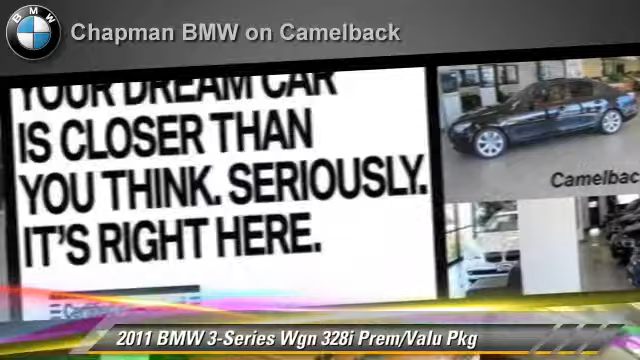 BMW
Chapman BMW on Camelback
YOUR DREAM CAR
IS CLOSER THAN
YOU THINK. SERIOUSLY.
IT'S RIGHT HERE.
Camelbac
2011 BMW 3-Series Wgn 328i Prem/Valu Pkg